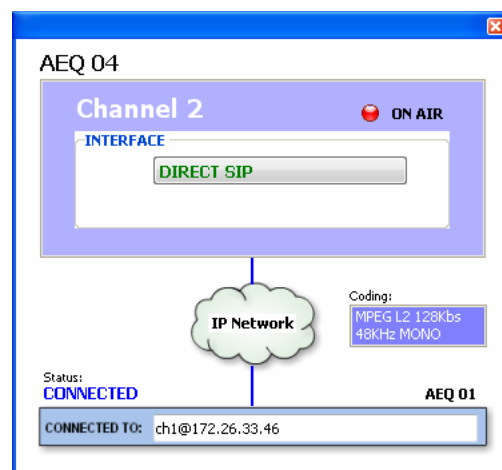 AEQ 04
Channel 2
ON AIR
INTERFACE
DIRECT SIP
IP Network
Coding:
MPEG L2 128Kbs
48KHz MONO
Status:
CONNECTED
AEQ 01
CONNECTED TO: ch1@172.26.33.46